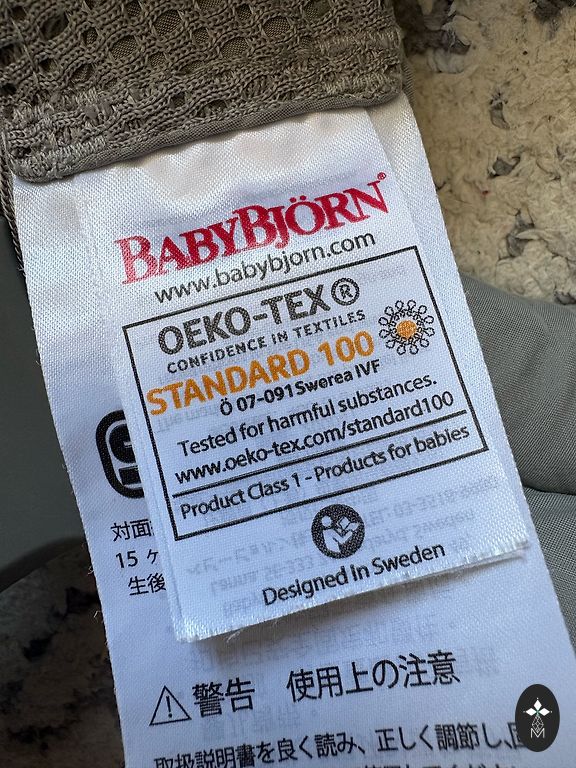 BABYBJÖRN®
www.babybjorn.com
OEKO-TEX®
CONFIDENCE IN TEXTILES
STANDARD 100
Ö 07-091 Swerea IVF
Tested for harmful substances.
www.oeko-tex.com/standard100
Product Class 1 - Products for babies
Designed in Sweden
対面
15 ケ
生後
警告 使用上の注意
取扱説明書を良く読み、正しく調節し、
M